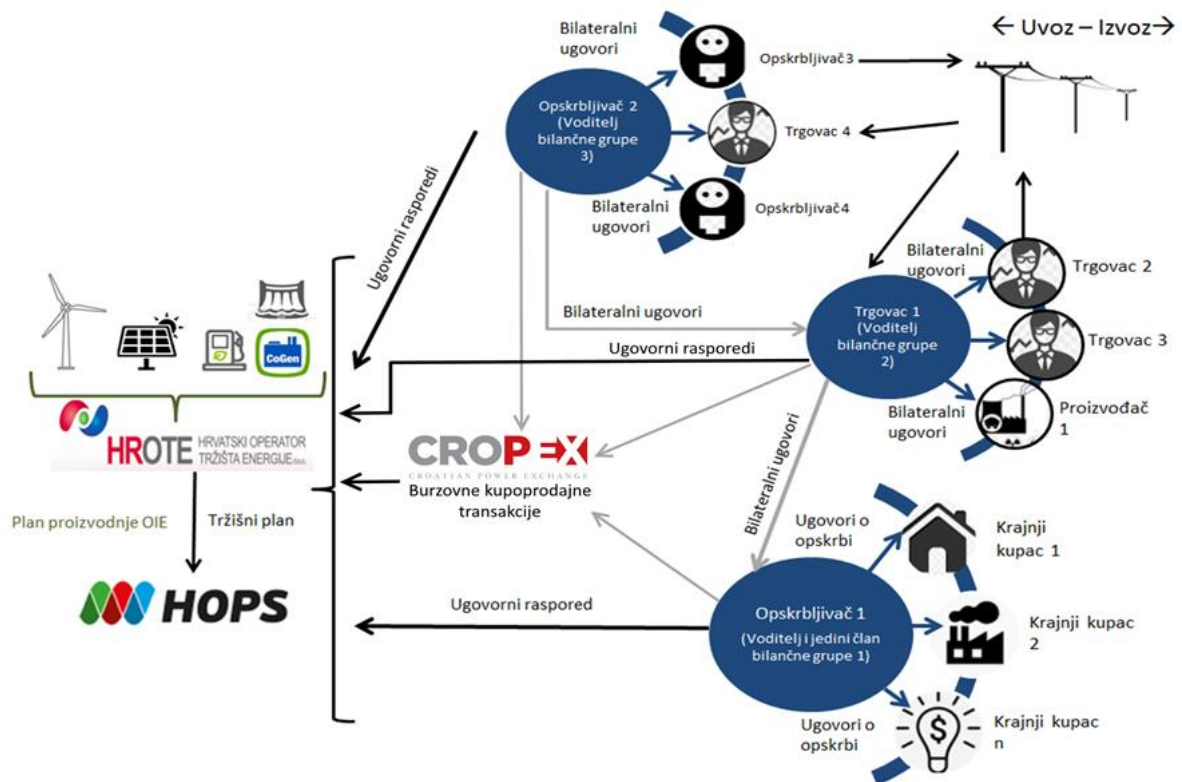 ← Uvoz – Izvoz →
Bilateralni
ugovori
Opskrbljivač 3
Opskrbljivač 2
(Voditelj
bilančne grupe
3)
Trgovac 4
Bilateralni
ugovori
Opskrbljivač4
Ugovorni rasporedi
Bilateralni
ugovori
Trgovac 2
Bilateralni ugovori
Trgovac 1
(Voditelj
bilančne grupe
2)
Ugovorni rasporedi
Trgovac 3
CoGen
Bilateralni
ugovori
Proizvođač
1
HROTE
HRVATSKI OPERATOR
TRŽIŠTA ENERGIJE d.o.o.
CROPEX
CROATIAN POWER EXCHANGE
Burzovne kupoprodajne
transakcije
Bilateralni ugovori
Plan proizvodnje OIE
Tržišni plan
Ugovori o
opskrbi
Krajnji
kupac 1
HOPS
Ugovorni raspored
Opskrbljivač 1
(Voditelj i jedini član
bilančne grupe 1)
Krajnji kupac
2
Ugovori o
opskrbi
$
Krajnji kupac
n